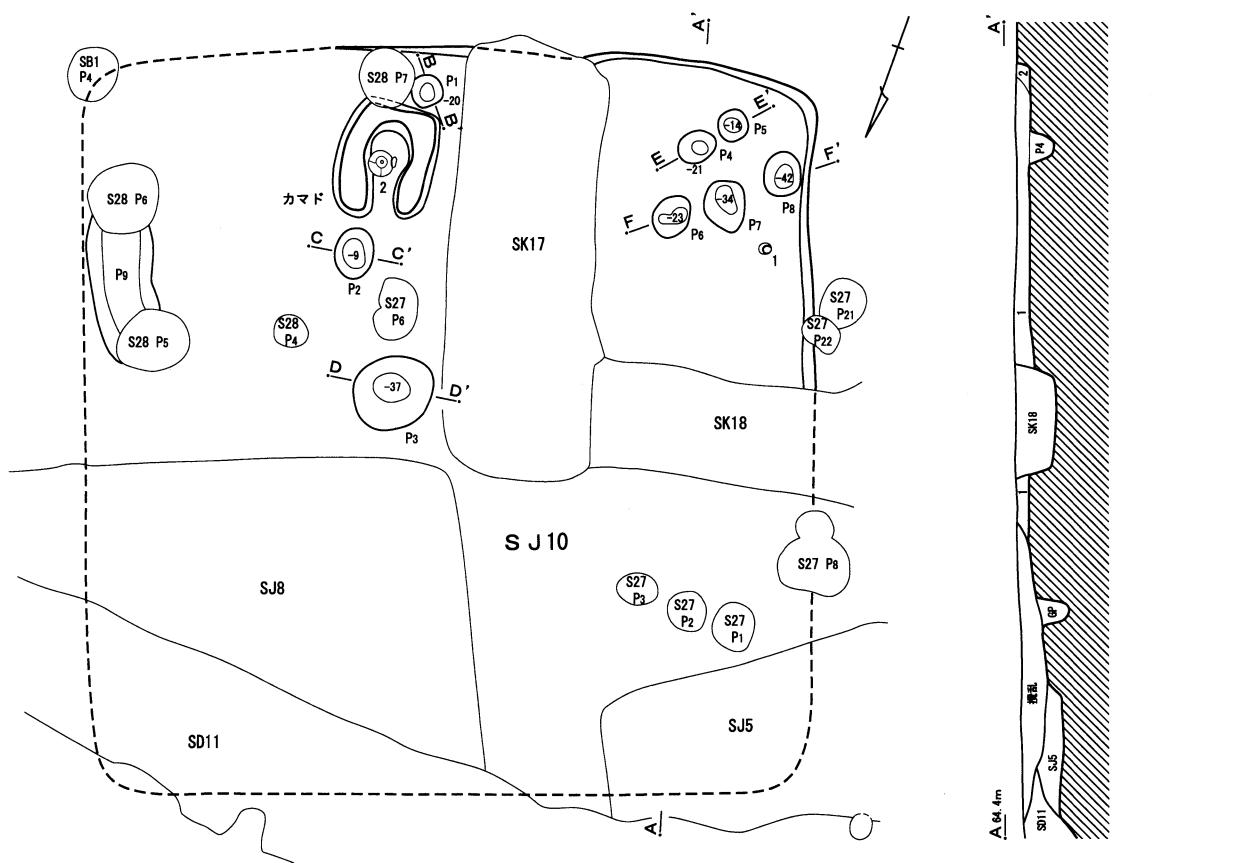 A'
SB1
P4
S28 P7
B
P1
-20
B'
2
カマド
S28 P6
P9
S28 P5
C
-9
C'
P2
S28
P4
S27
P6
D
-37
D'
P3
SK17
E'
-14
P5
E
P4
-21
F'
-42
P8
-34
P7
F
-23
P6
1
S27
P21
S27
P22
SK18
SJ10
S27 P8
SJ8
S27
P3
S27
P2
S27
P1
SJ5
SD11
A
A'
2
P4
1
SK18
1
GP
攪乱
SJ5
SD11
A 64.4m